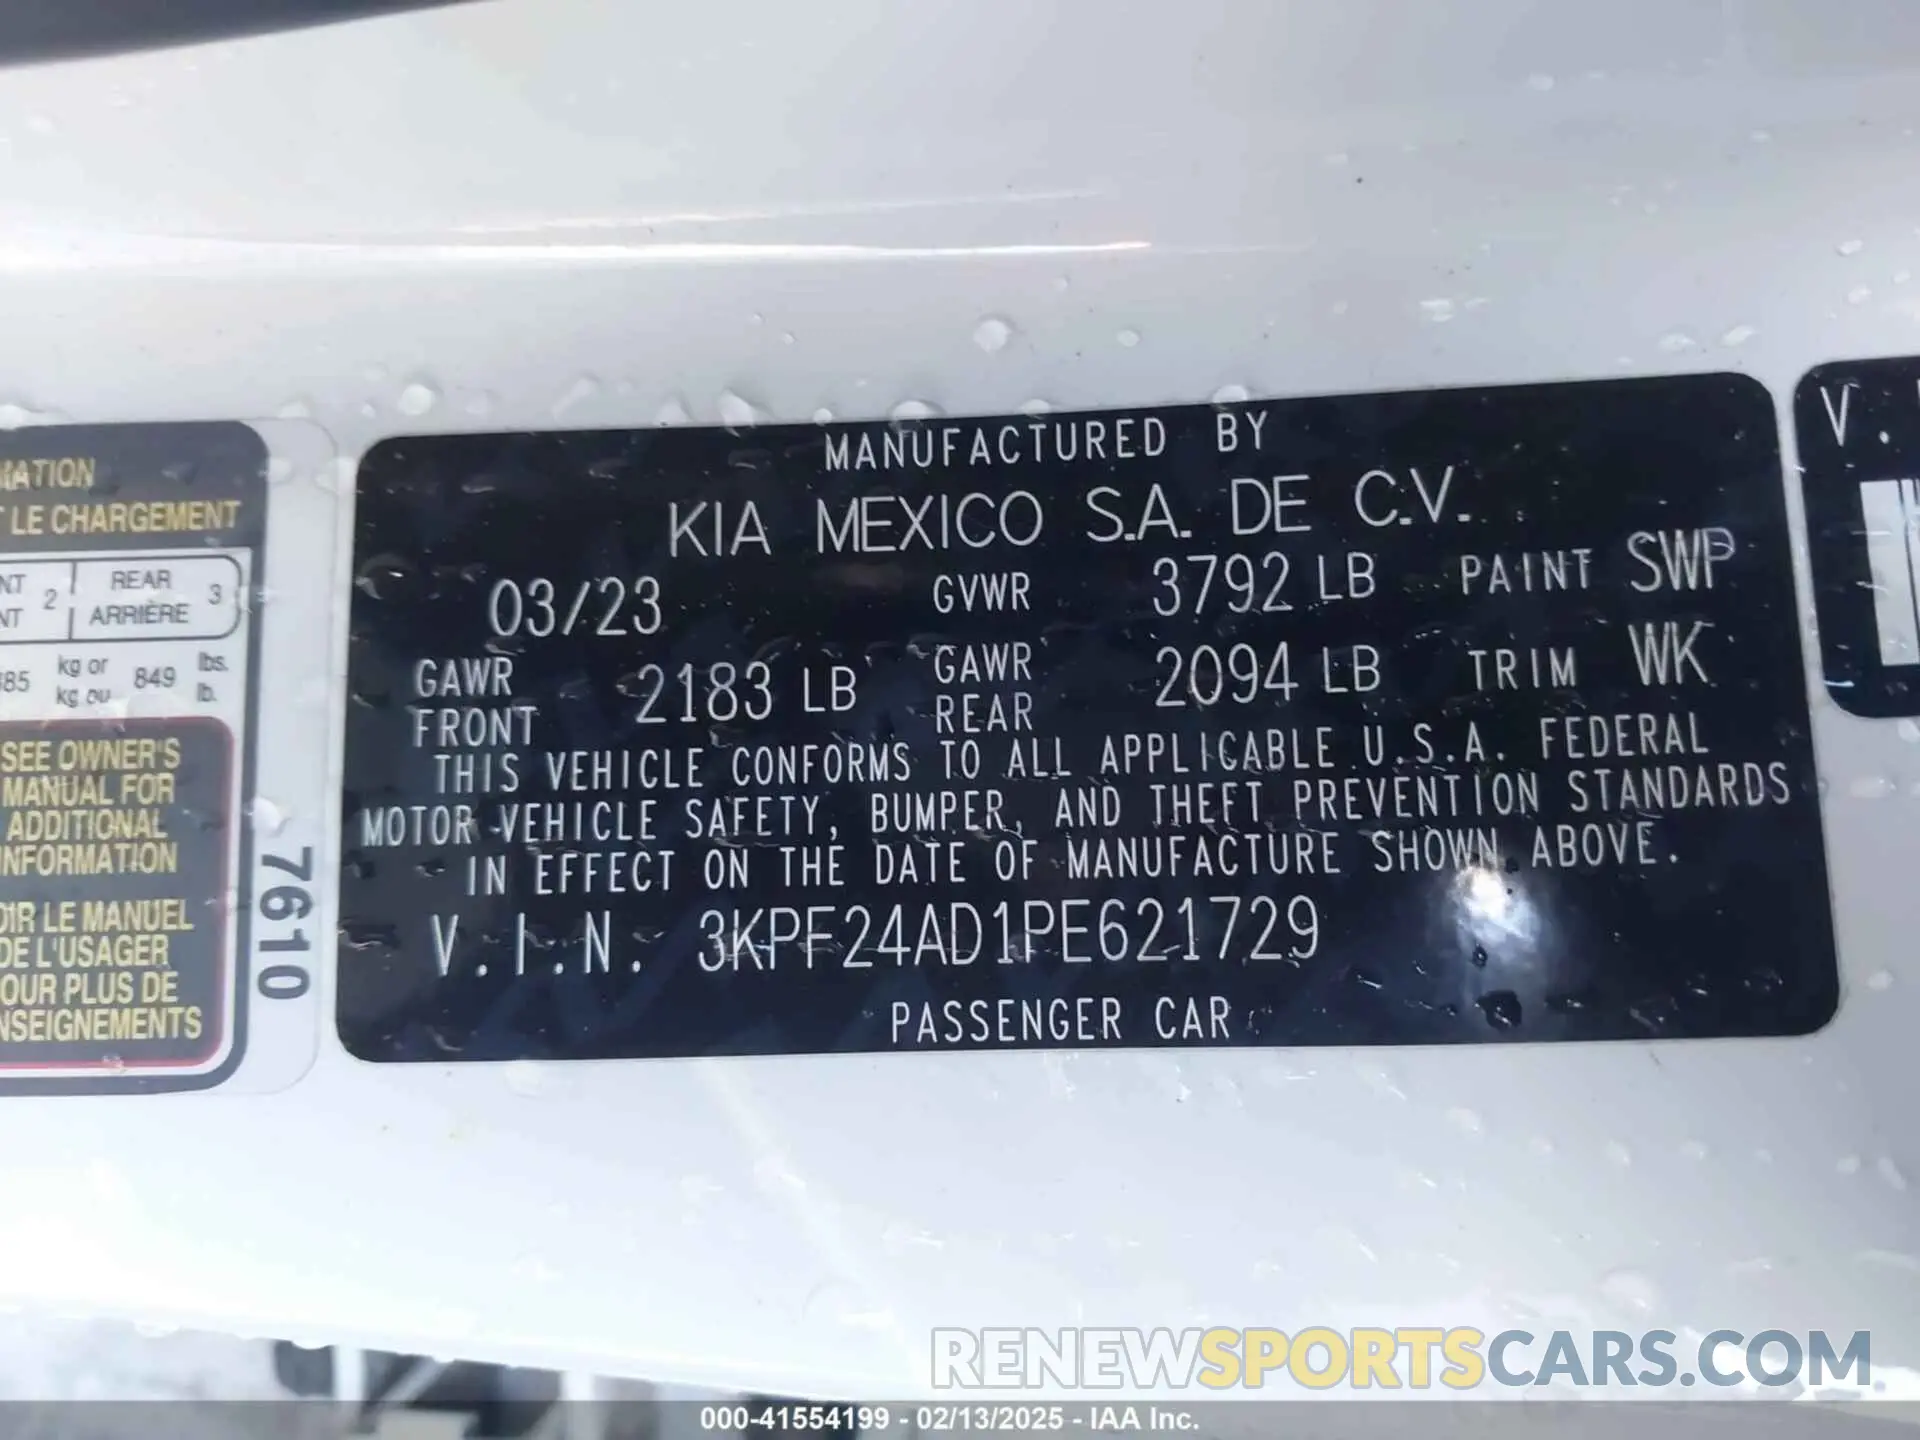 MANUFACTURED BY
KIA MEXICO S.A. DE C.V.
03/23 GVWR 3792 LB PAINT SWP
GAWR FRONT 2183 LB GAWR REAR 2094 LB TRIM WK
THIS VEHICLE CONFORMS TO ALL APPLICABLE U.S.A. FEDERAL
MOTOR VEHICLE SAFETY, BUMPER, AND THEFT PREVENTION STANDARDS
IN EFFECT ON THE DATE OF MANUFACTURE SHOWN ABOVE.
V.I.N. 3KPF24AD1PE621729
PASSENGER CAR
LE CHARGEMENT
2 REAR 3
ARRIÈRE
kg or 849 lbs.
kg ou lb.
SEE OWNER'S
MANUAL FOR
ADDITIONAL
INFORMATION
LE MANUEL
DE L'USAGER
PLUS DE
7610
V.
RENEWSPORTSCARS.COM
000-41554199 - 02/13/2025 - IAA Inc.